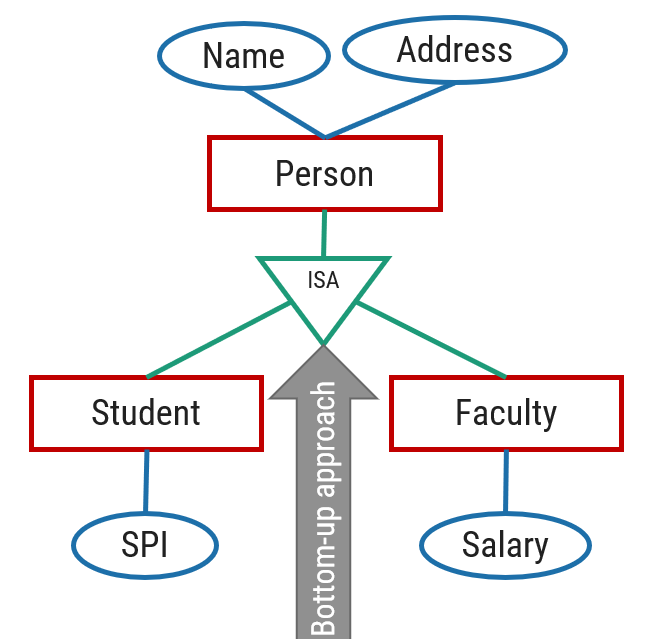 Name
Address
Person
ISA
Student
Faculty
SPI
Salary
Bottom-up approach